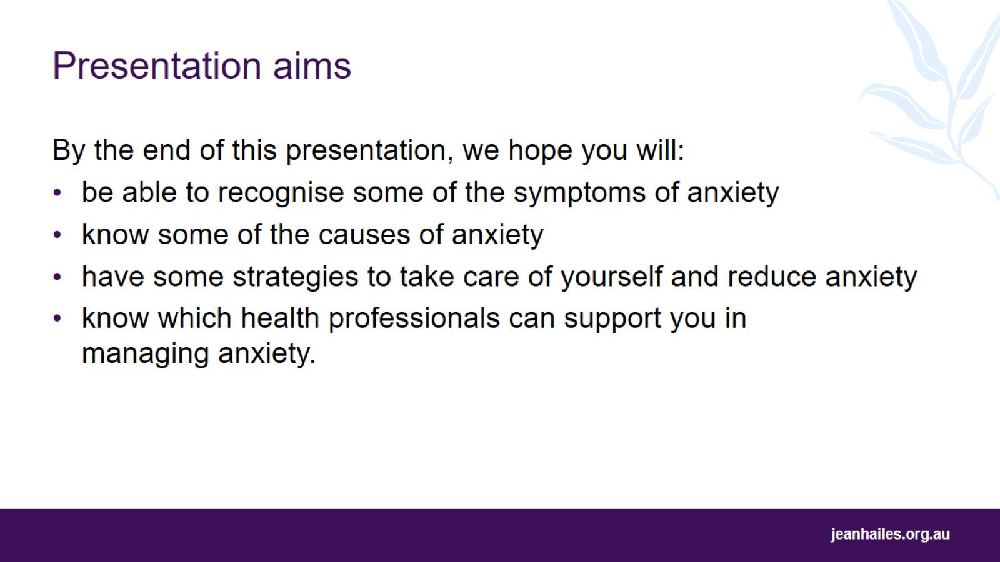 Presentation aims
By the end of this presentation, we hope you will:
• be able to recognise some of the symptoms of anxiety
• know some of the causes of anxiety
• have some strategies to take care of yourself and reduce anxiety
• know which health professionals can support you in
managing anxiety.
jeanhailes.org.au